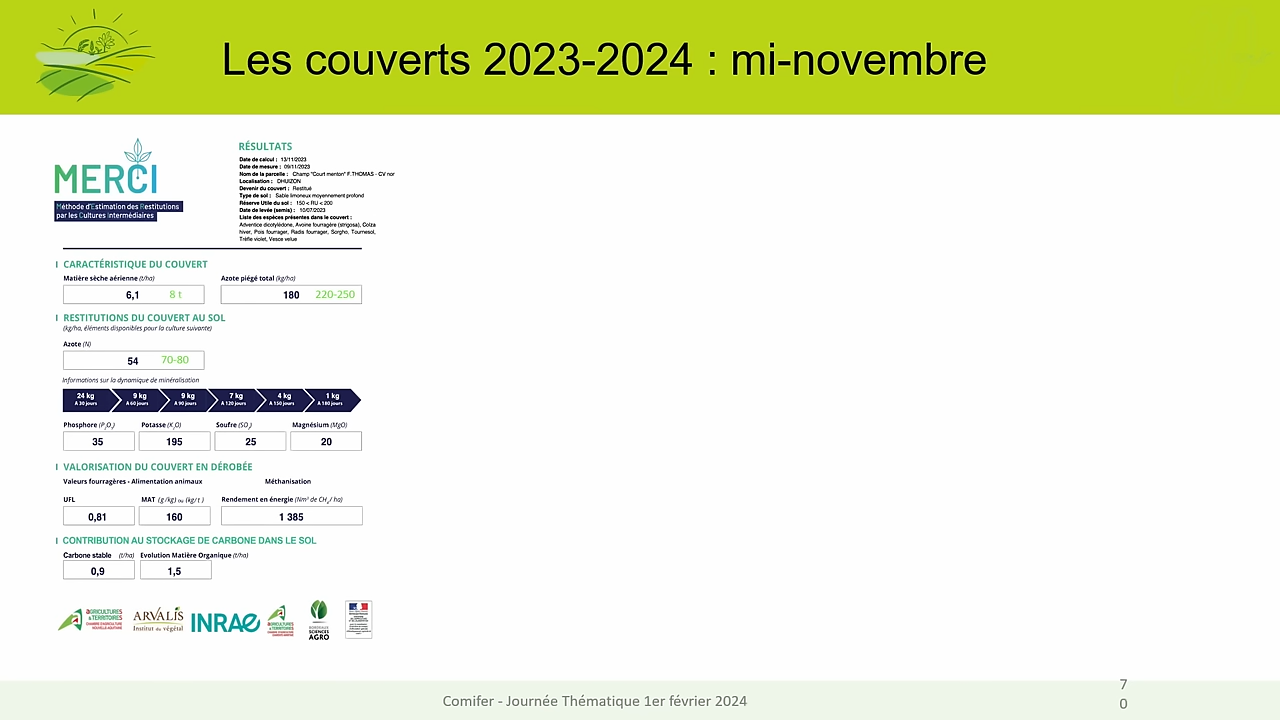 Les couverts 2023-2024 : mi-novembre
MERCI
Méthode d'Estimation des Restitutions
par les Cultures Intermédiaires
RÉSULTATS
Date de calcul : 13/11/2023
Date de mesure : 09/11/2023
Nom de la parcelle : Champ "Court menton" F.THOMAS - CV nor
Localisation : DHUIZON
Devenir du couvert : Restitué
Type de sol : Sable limoneux moyennement profond
Réserve Utile du sol : 150 < RU < 200
Date de levée (semis) : 10/07/2023
Liste des espèces présentes dans le couvert :
Adventice dicotylédone, Avoine fourragère (strigosa), Colza
hiver, Pois fourrager, Radis fourrager, Sorgho, Tournesol,
Trèfle violet, Vesce velue
CARACTÉRISTIQUE DU COUVERT
Matière sèche aérienne (t/ha) Azote piégé total (kg/ha)
6,1 8 t 180 220-250
RESTITUTIONS DU COUVERT AU SOL
(kg/ha, éléments disponibles pour la culture suivante)
Azote (N)
54 70-80
Informations sur la dynamique de minéralisation
24 kg 9 kg 9 kg 7 kg 4 kg 1 kg
A 30 jours A 60 jours A 90 jours A 120 jours A 150 jours A 180 jours
Phosphore (P2O5) Potasse (K2O) Soufre (SO3) Magnésium (MgO)
35 195 25 20
VALORISATION DU COUVERT EN DÉROBÉE
Valeurs fourragères - Alimentation animaux Méthanisation
UFL MAT (g/kg) ou (kg/t) Rendement en énergie (Nm³ de CH4/ ha)
0,81 160 1 385
CONTRIBUTION AU STOCKAGE DE CARBONE DANS LE SOL
Carbone stable (t/ha) Evolution Matière Organique (t/ha)
0,9 1,5
AGRICULTURES
& TERRITOIRES
CHAMBRE D'AGRICULTURE
NOUVELLE-AQUITAINE
ARVALIS
Institut du végétal
INRAE
AGRICULTURES
& TERRITOIRES
BORDEAUX
SCIENCES
AGRO
Comifer - Journée Thématique 1er février 2024
7
0